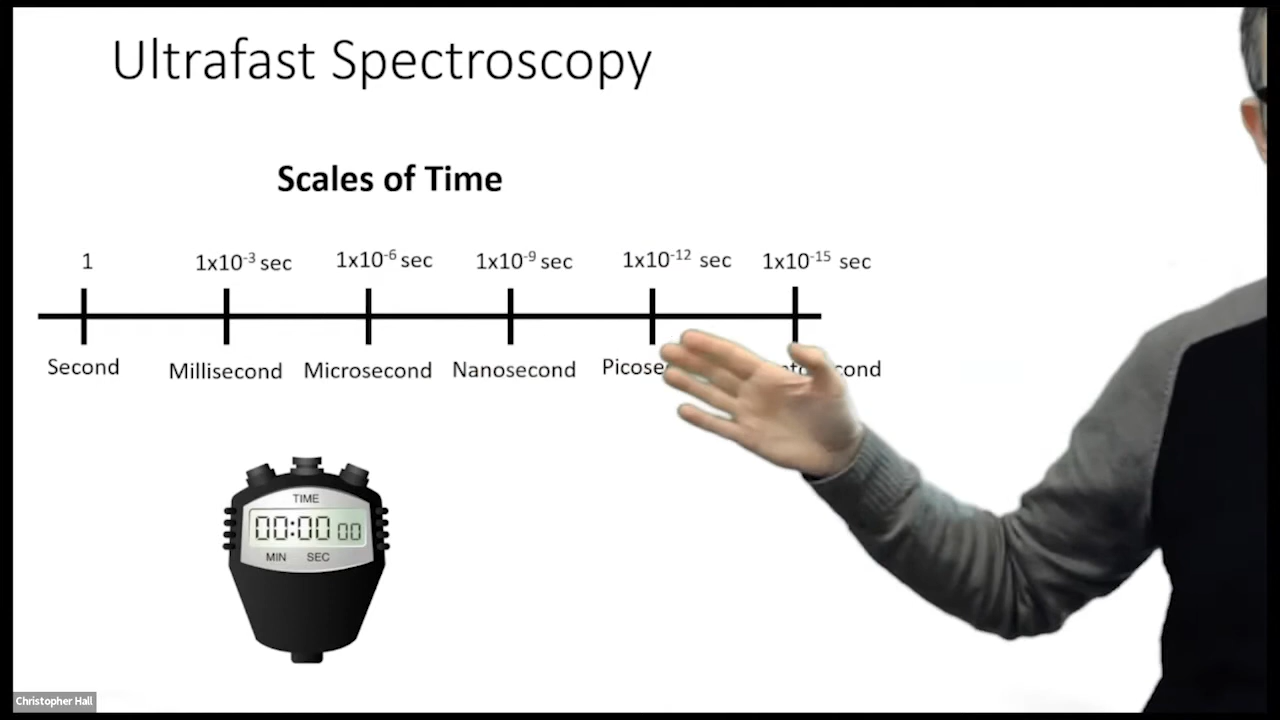 Ultrafast Spectroscopy
Scales of Time
1 1x10⁻³ sec 1x10⁻⁶ sec 1x10⁻⁹ sec 1x10⁻¹² sec 1x10⁻¹⁵ sec
Second Millisecond Microsecond Nanosecond
TIME
00:00 00
MIN SEC
Christopher Hall